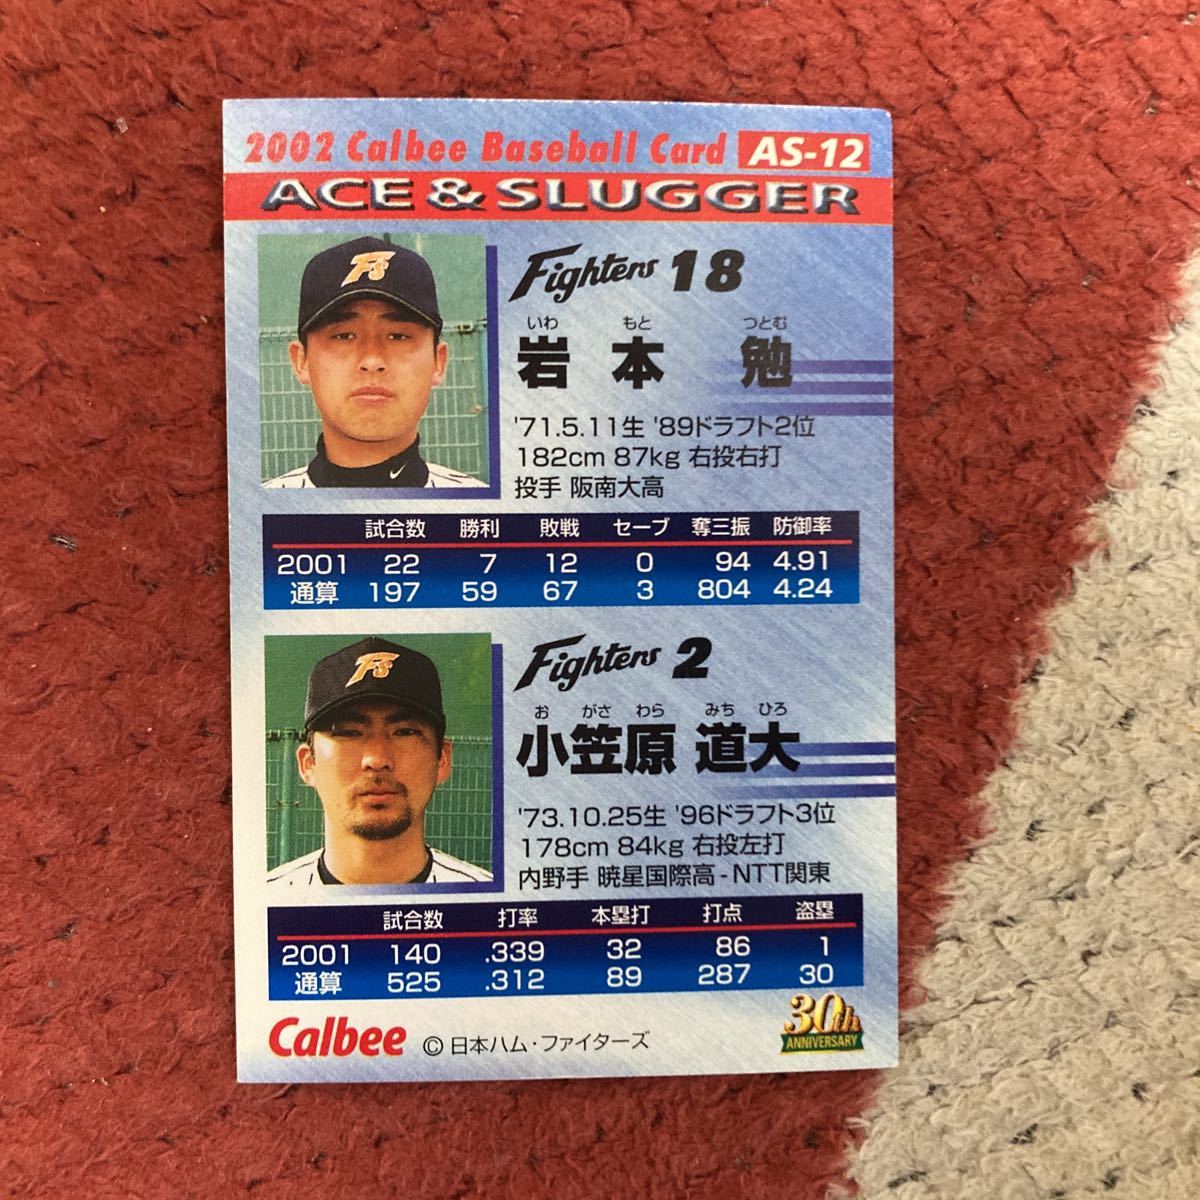 2002 Calbee Baseball Card AS-12
ACE & SLUGGER
Fs
Fighters 18
いわ もと つとむ
岩本 勉
'71.5.11生 '89ドラフト2位
182cm 87kg 右投右打
投手 阪南大高
試合数 勝利 敗戦 セーブ 奪三振 防御率
2001 22 7 12 0 94 4.91
通算 197 59 67 3 804 4.24
Fs
Fighters 2
お がさ わら みち ひろ
小笠原 道大
'73.10.25生 '96ドラフト3位
178cm 84kg 右投左打
内野手 暁星国際高-NTT関東
試合数 打率 本塁打 打点 盗塁
2001 140 .339 32 86 1
通算 525 .312 89 287 30
Calbee ©日本ハム・ファイターズ
30th
ANNIVERSARY